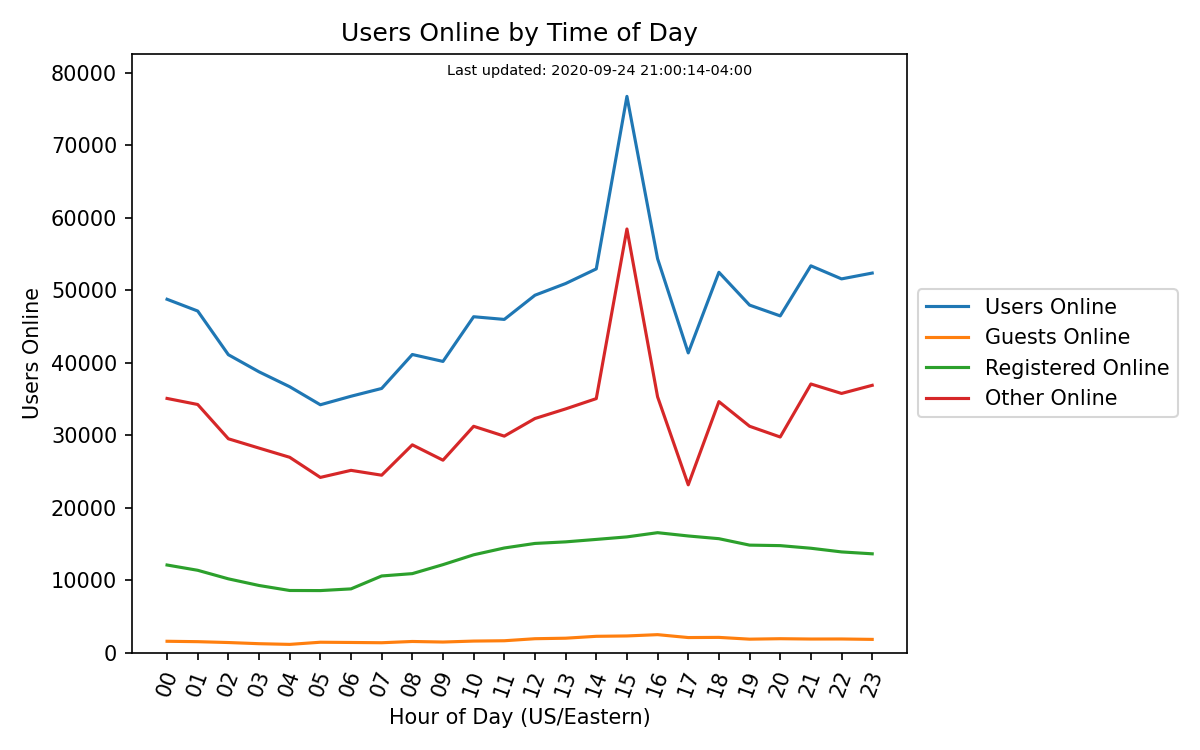 Users Online by Time of Day
Last updated: 2020-09-24 21:00:14-04:00
Users Online
80000
70000
60000
50000
40000
30000
20000
10000
0
00 01 02 03 04 05 06 07 08 09 10 11 12 13 14 15 16 17 18 19 20 21 22 23
Hour of Day (US/Eastern)
Users Online
Guests Online
Registered Online
Other Online